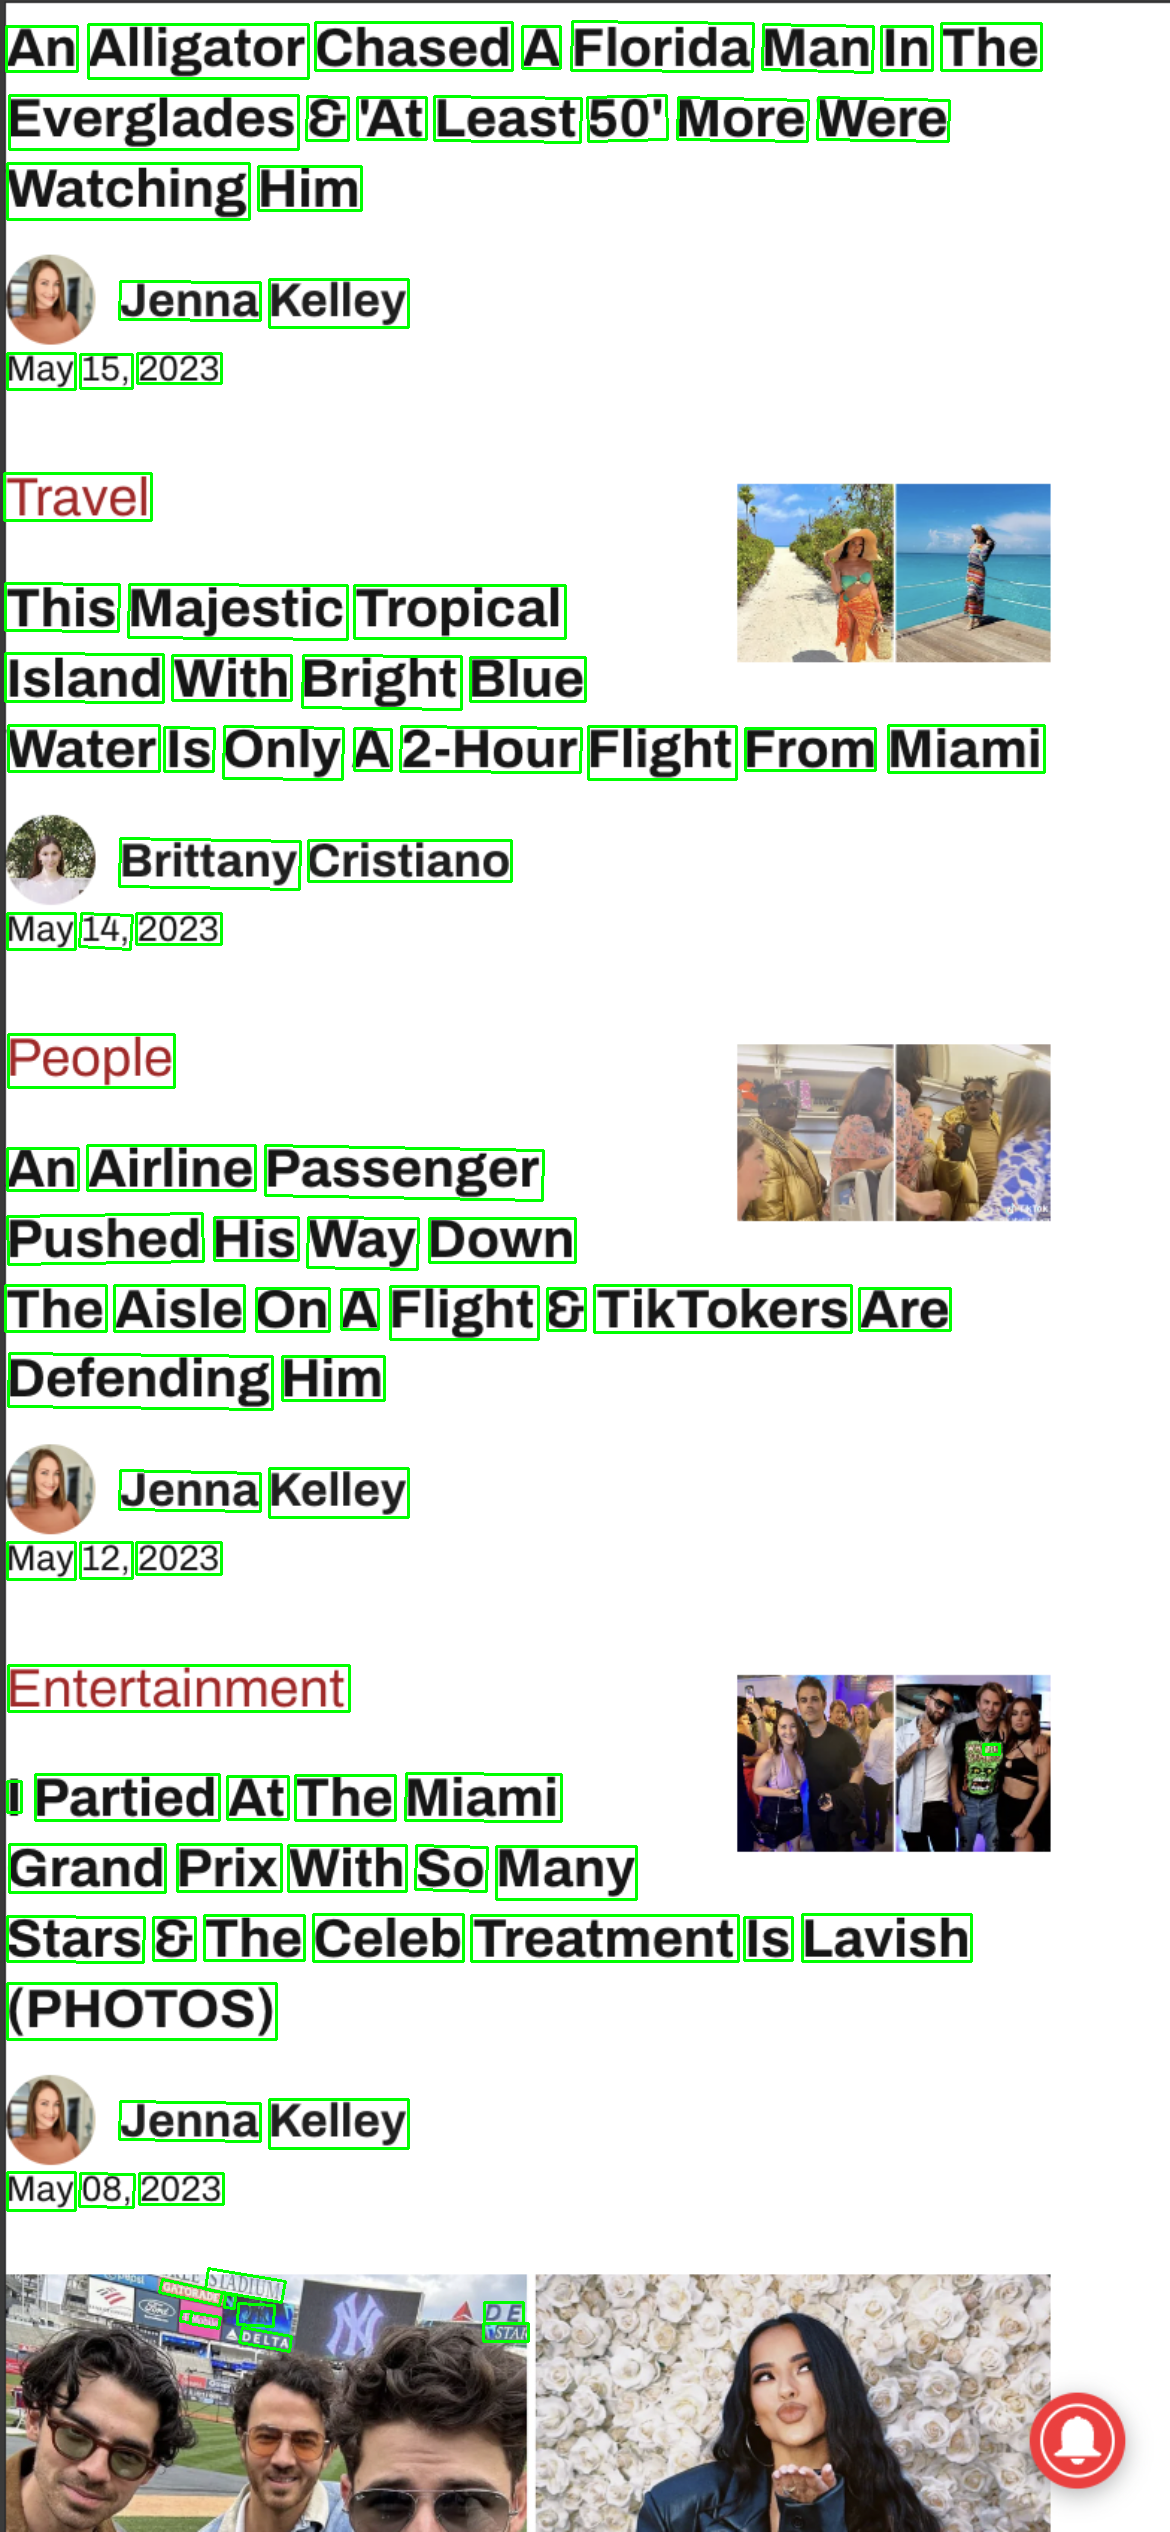 An Alligator Chased A Florida Man In The
Everglades & 'At Least 50' More Were
Watching Him
Jenna Kelley
May 15, 2023
Travel
This Majestic Tropical
Island With Bright Blue
Water Is Only A 2-Hour Flight From Miami
Brittany Cristiano
May 14, 2023
People
An Airline Passenger
Pushed His Way Down
The Aisle On A Flight & TikTokers Are
Defending Him
Jenna Kelley
May 12, 2023
Entertainment
I Partied At The Miami
Grand Prix With So Many
Stars & The Celeb Treatment Is Lavish
(PHOTOS)
Jenna Kelley
May 08, 2023
pepsi
STADIUM
GATORADE
Ford
T Mobile
DELTA
NY
DE
STAR